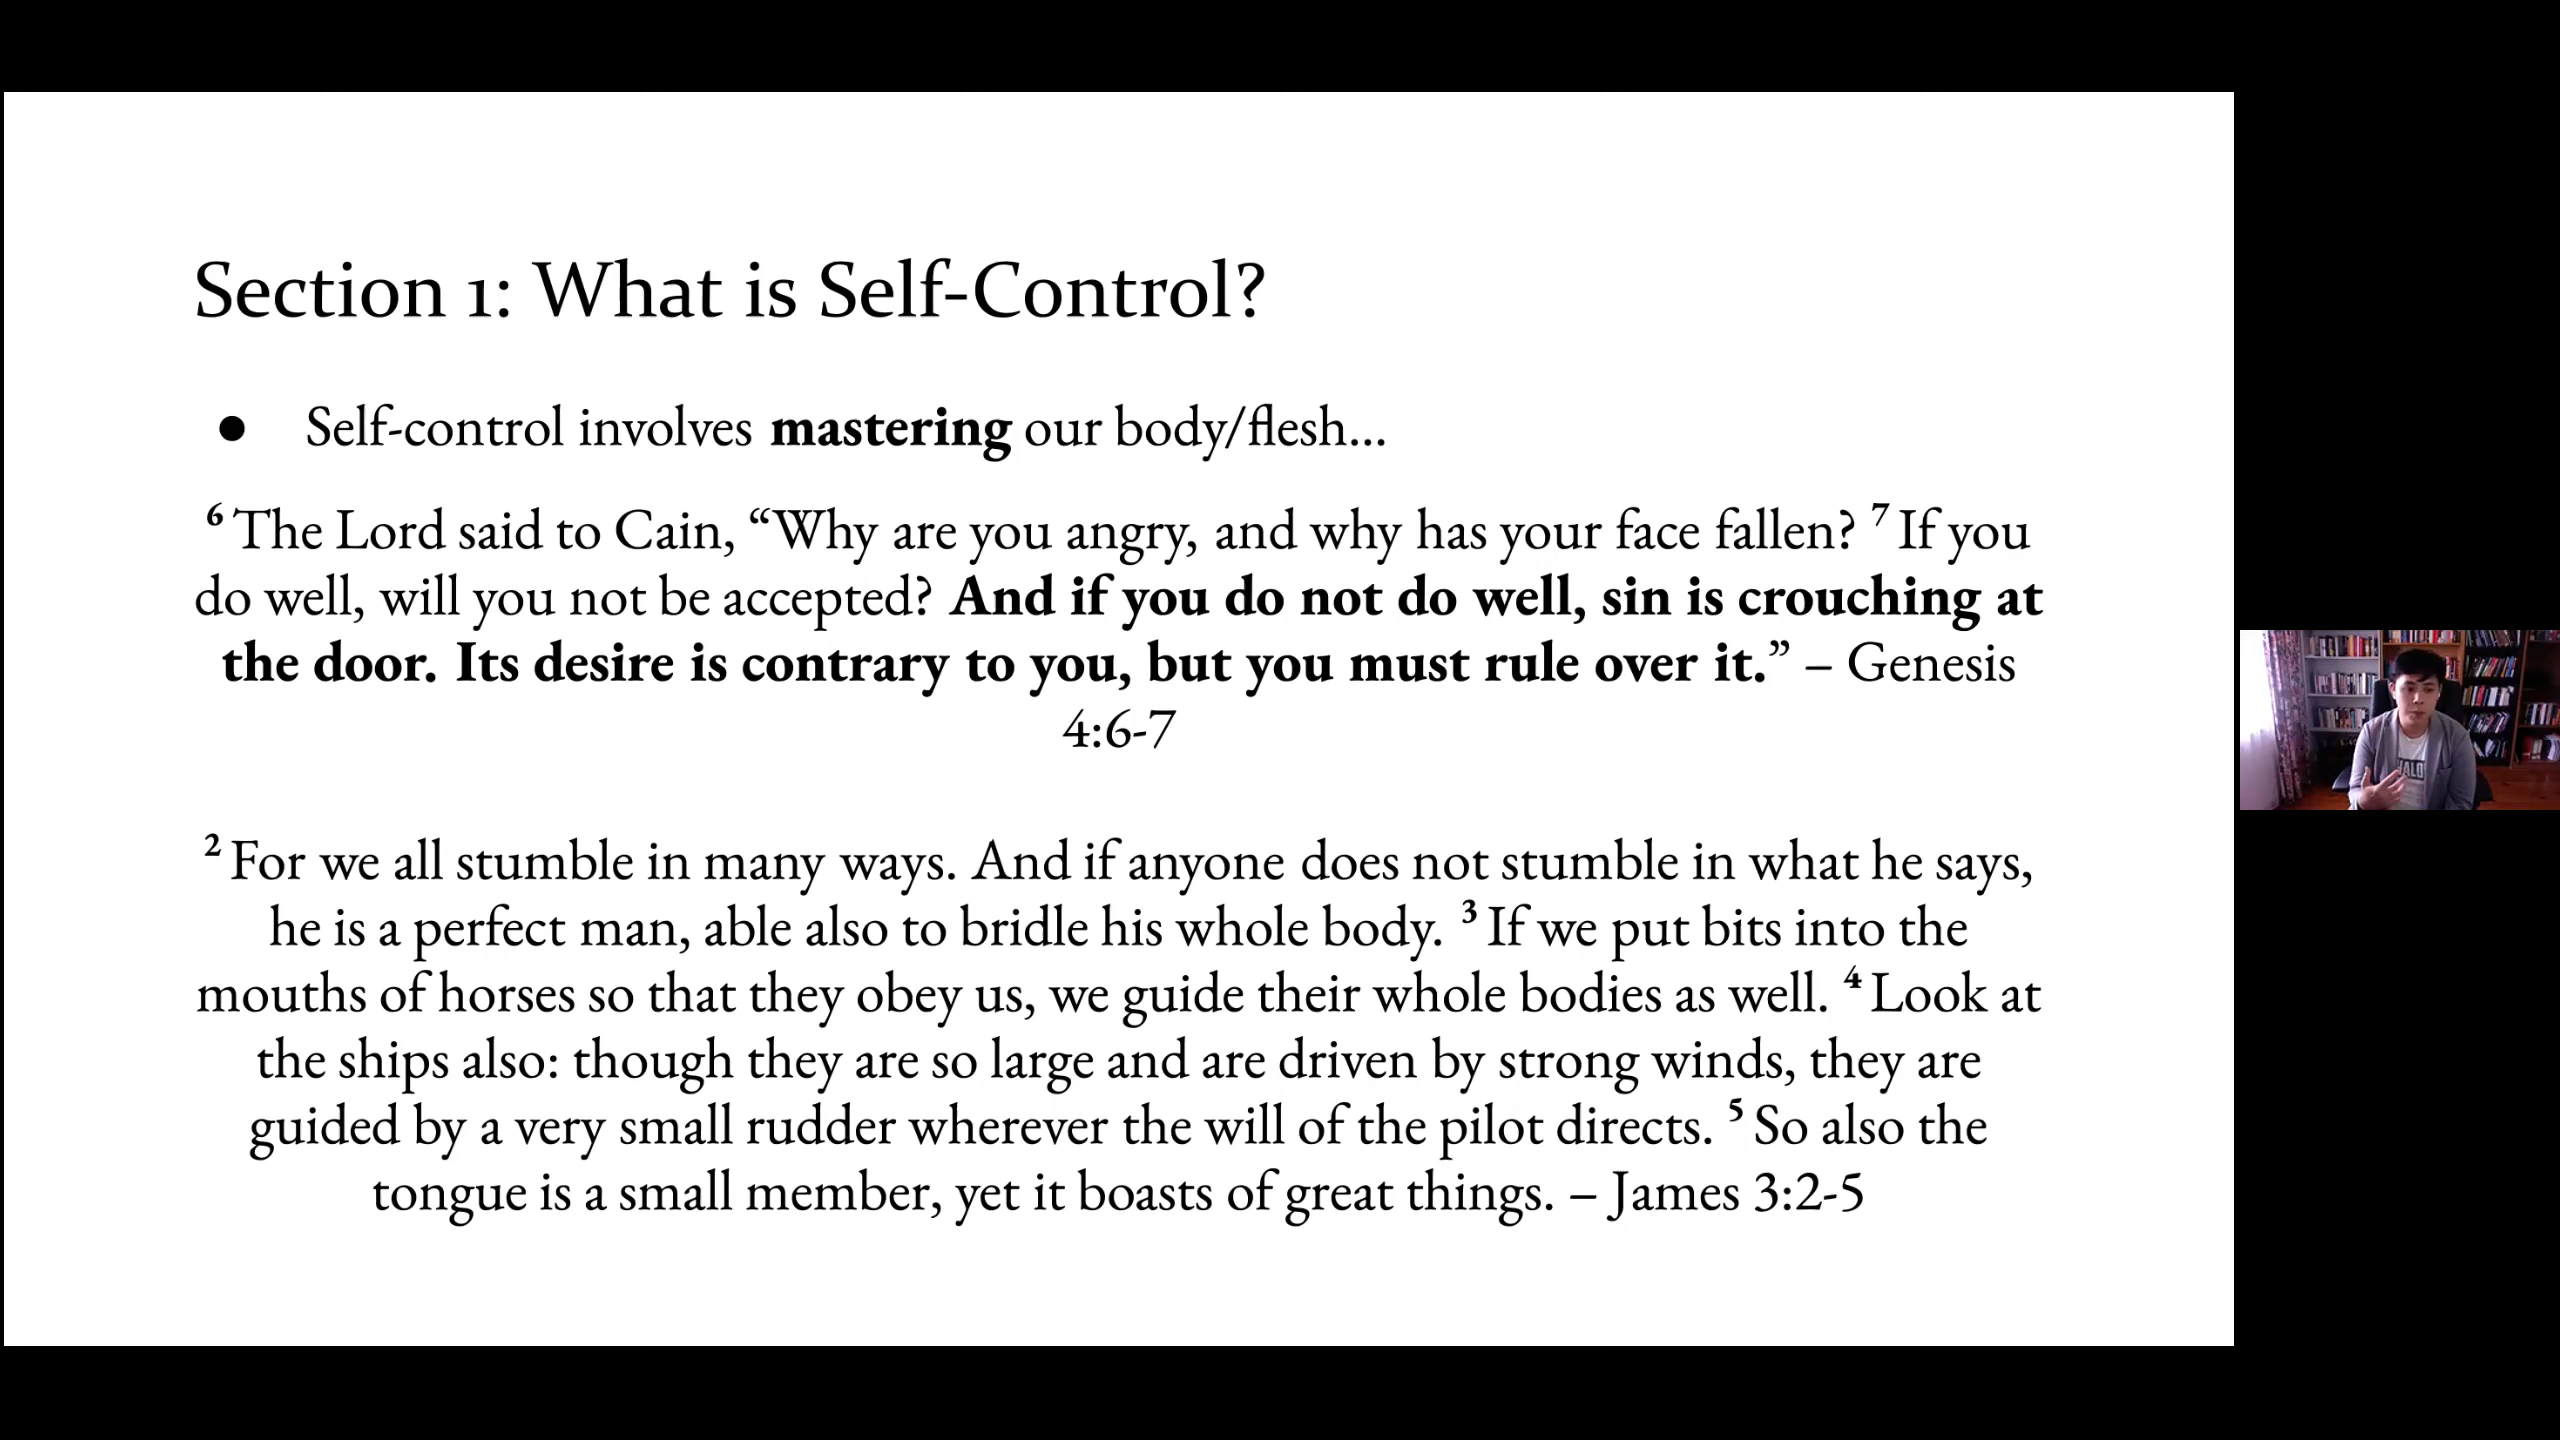 Section 1: What is Self-Control?
● Self-control involves mastering our body/flesh...
⁶ The Lord said to Cain, “Why are you angry, and why has your face fallen? ⁷ If you
do well, will you not be accepted? And if you do not do well, sin is crouching at
the door. Its desire is contrary to you, but you must rule over it.” – Genesis
4:6-7
² For we all stumble in many ways. And if anyone does not stumble in what he says,
he is a perfect man, able also to bridle his whole body. ³ If we put bits into the
mouths of horses so that they obey us, we guide their whole bodies as well. ⁴ Look at
the ships also: though they are so large and are driven by strong winds, they are
guided by a very small rudder wherever the will of the pilot directs. ⁵ So also the
tongue is a small member, yet it boasts of great things. – James 3:2-5